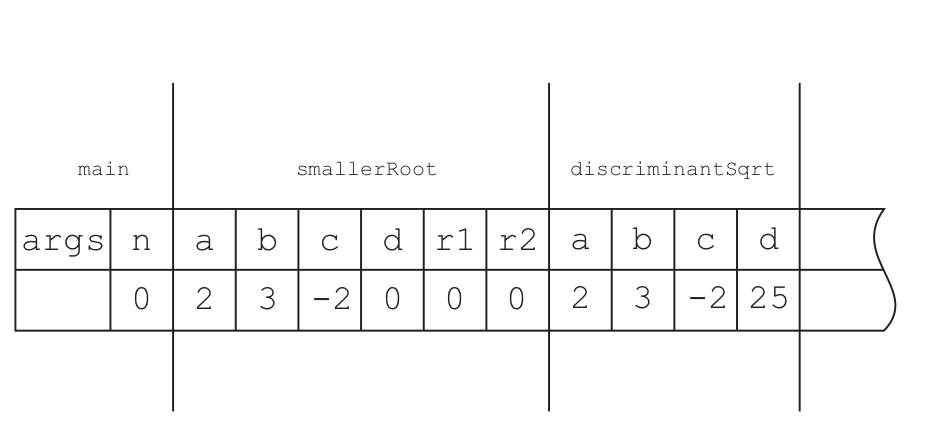 main smallerRoot discriminantSqrt
args n a b c d r1 r2 a b c d
0 2 3 -2 0 0 0 2 3 -2 25